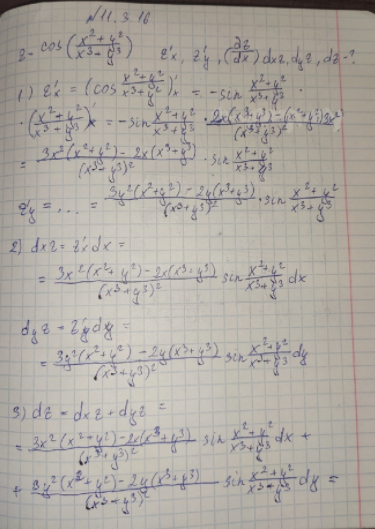 №11.3.16
z = cos((x²+y²)/(x³+y³)) z'x, z'y, (∂z/∂x) dxz, dyz, dz-?
1) z'x = (cos (x²+y²)/(x³+y³))'x = -sin (x²+y²)/(x³+y³) ·
· ((x²+y²)/(x³+y³))'x = -sin (x²+y²)/(x³+y³) · (2x(x³+y³)-(x²+y²)3x²)/(x³+y³)²
= (3x²(x²+y²)-2x(x³+y³))/(x³+y³)² · sin (x²+y²)/(x³+y³)
z'y = ... = (3y²(x²+y²)-2y(x³+y³))/(x³+y³)² · sin (x²+y²)/(x³+y³)
2) dxz = z'x dx =
= (3x²(x²+y²)-2x(x³+y³))/(x³+y³)² sin (x²+y²)/(x³+y³) dx
dyz = z'y dy =
= (3y²(x²+y²)-2y(x³+y³))/(x³+y³)² sin (x²+y²)/(x³+y³) dy
3) dz = dxz + dyz =
= (3x²(x²+y²)-2x(x³+y³))/(x³+y³)² sin (x²+y²)/(x³+y³) dx +
+ (3y²(x²+y²)-2y(x³+y³))/(x³+y³)² sin (x²+y²)/(x³+y³) dy =